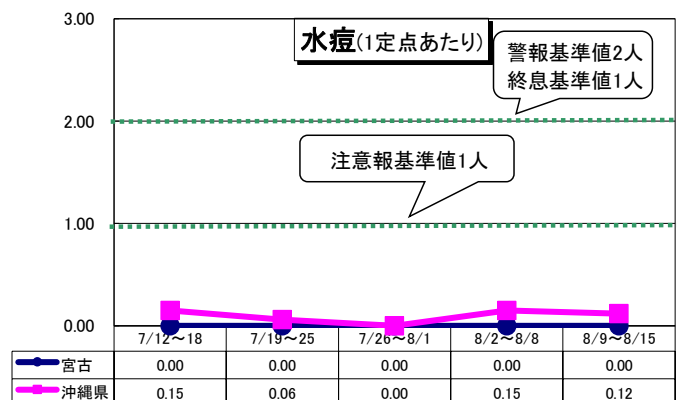 3.00
水痘(1定点あたり)
警報基準値2人
終息基準値1人
2.00
注意報基準値1人
1.00
0.00
7/12～18 7/19～25 7/26～8/1 8/2～8/8 8/9～8/15
宮古 0.00 0.00 0.00 0.00 0.00
沖縄県 0.15 0.06 0.00 0.15 0.12